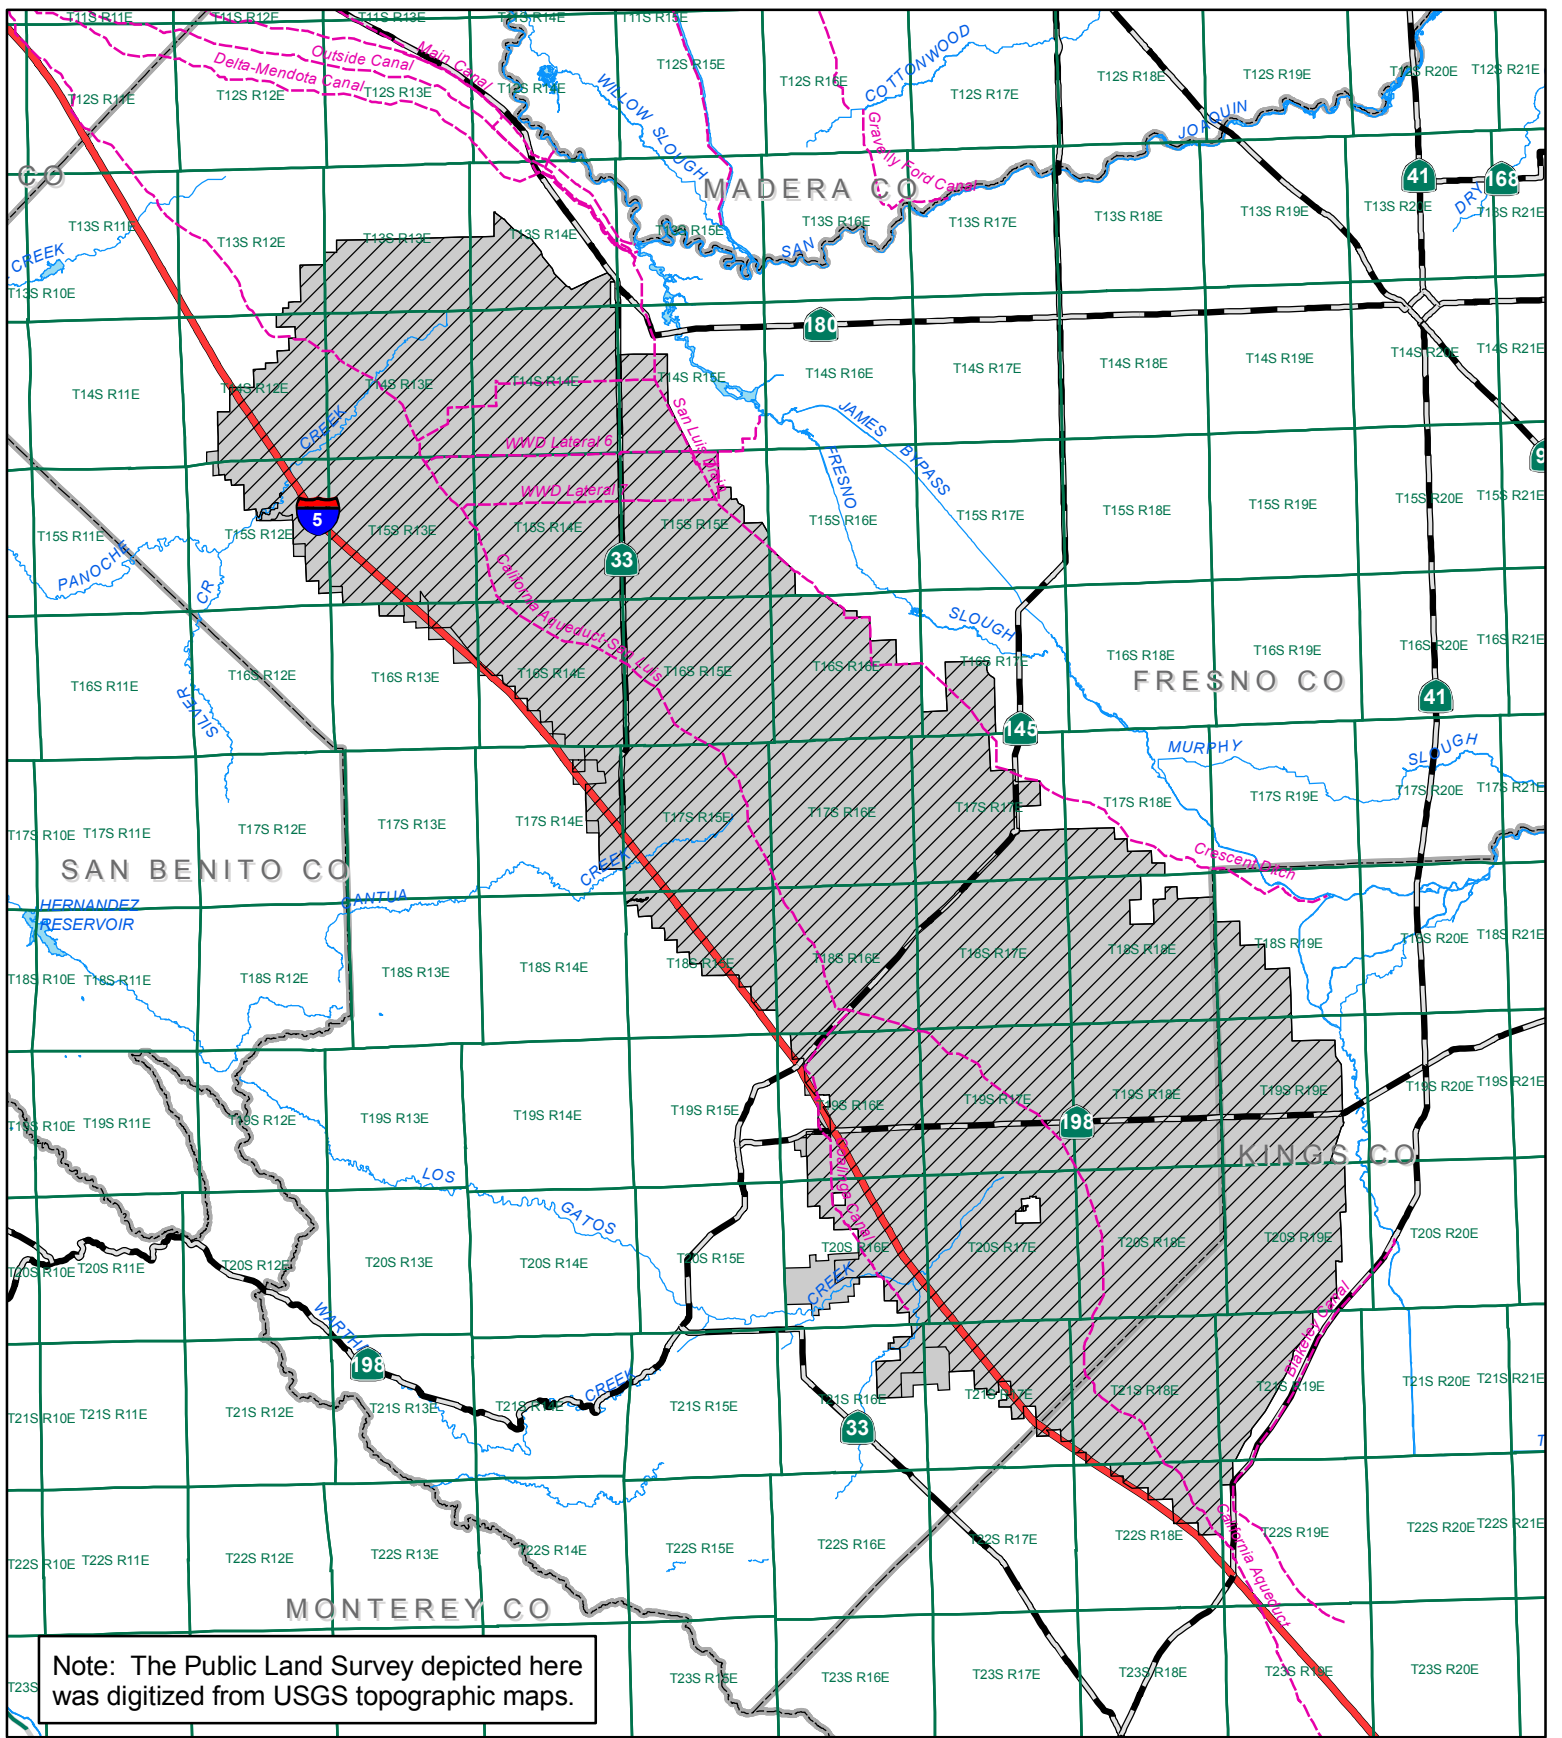 T11S R11E
T11S R12E
T11S R13E
T11S R14E
T11S R15E
Main Canal
Outside Canal
Delta-Mendota Canal
COTTONWOOD
WILLOW SLOUGH
T12S R11E
T12S R12E
T12S R13E
T12S R14E
T12S R15E
T12S R16E
T12S R17E
T12S R18E
T12S R19E
T12S R20E
T12S R21E
JOAQUIN
Gravelly Ford Canal
CO
MADERA CO
41
168
DRY
T13S R11E
T13S R12E
T13S R13E
T13S R14E
T13S R15E
T13S R16E
T13S R17E
T13S R18E
T13S R19E
T13S R20E
T13S R21E
CREEK
SAN
T13S R10E
180
T14S R11E
T14S R12E
T14S R13E
T14S R14E
T14S R15E
T14S R16E
T14S R17E
T14S R18E
T14S R19E
T14S R20E
T14S R21E
CREEK
San Luis Drain
JAMES BYPASS
WWD Lateral 6
FRESNO
9
WWD Lateral 7
5
T15S R11E
T15S R12E
T15S R13E
T15S R14E
T15S R15E
T15S R16E
T15S R17E
T15S R18E
T15S R19E
T15S R20E
T15S R21E
PANOCHE
33
CR
California Aqueduct-San Luis
SLOUGH
T16S R11E
T16S R12E
T16S R13E
T16S R14E
T16S R15E
T16S R16E
T16S R17E
T16S R18E
T16S R19E
T16S R20E
T16S R21E
SILVER
FRESNO CO
41
145
MURPHY
SLOUGH
T17S R10E
T17S R11E
T17S R12E
T17S R13E
T17S R14E
T17S R15E
T17S R16E
T17S R17E
T17S R18E
T17S R19E
T17S R20E
T17S R21E
SAN BENITO CO
CREEK
Crescent Ditch
CANTUA
HERNANDEZ
RESERVOIR
T18S R10E
T18S R11E
T18S R12E
T18S R13E
T18S R14E
T18S R15E
T18S R16E
T18S R17E
T18S R18E
T18S R19E
T18S R20E
T18S R21E
T19S R10E
T19S R11E
T19S R12E
T19S R13E
T19S R14E
T19S R15E
T19S R16E
T19S R17E
T19S R18E
T19S R19E
T19S R20E
T19S R21E
198
KINGS CO
Coalinga Canal
LOS
GATOS
CREEK
T20S R10E
T20S R11E
T20S R12E
T20S R13E
T20S R14E
T20S R15E
T20S R16E
T20S R17E
T20S R18E
T20S R19E
T20S R20E
WARTHAN
198
CREEK
Blakeley Canal
T21S R10E
T21S R11E
T21S R12E
T21S R13E
T21S R14E
T21S R15E
T21S R16E
T21S R17E
T21S R18E
T21S R19E
T21S R20E
T21S R21E
33
T
T22S R10E
T22S R11E
T22S R12E
T22S R13E
T22S R14E
T22S R15E
T22S R16E
T22S R17E
T22S R18E
T22S R19E
T22S R20E
T22S R21E
California Aqueduct
MONTEREY CO
T23S
T23S R15E
T23S R16E
T23S R17E
T23S R18E
T23S R19E
T23S R20E
Note: The Public Land Survey depicted here
was digitized from USGS topographic maps.